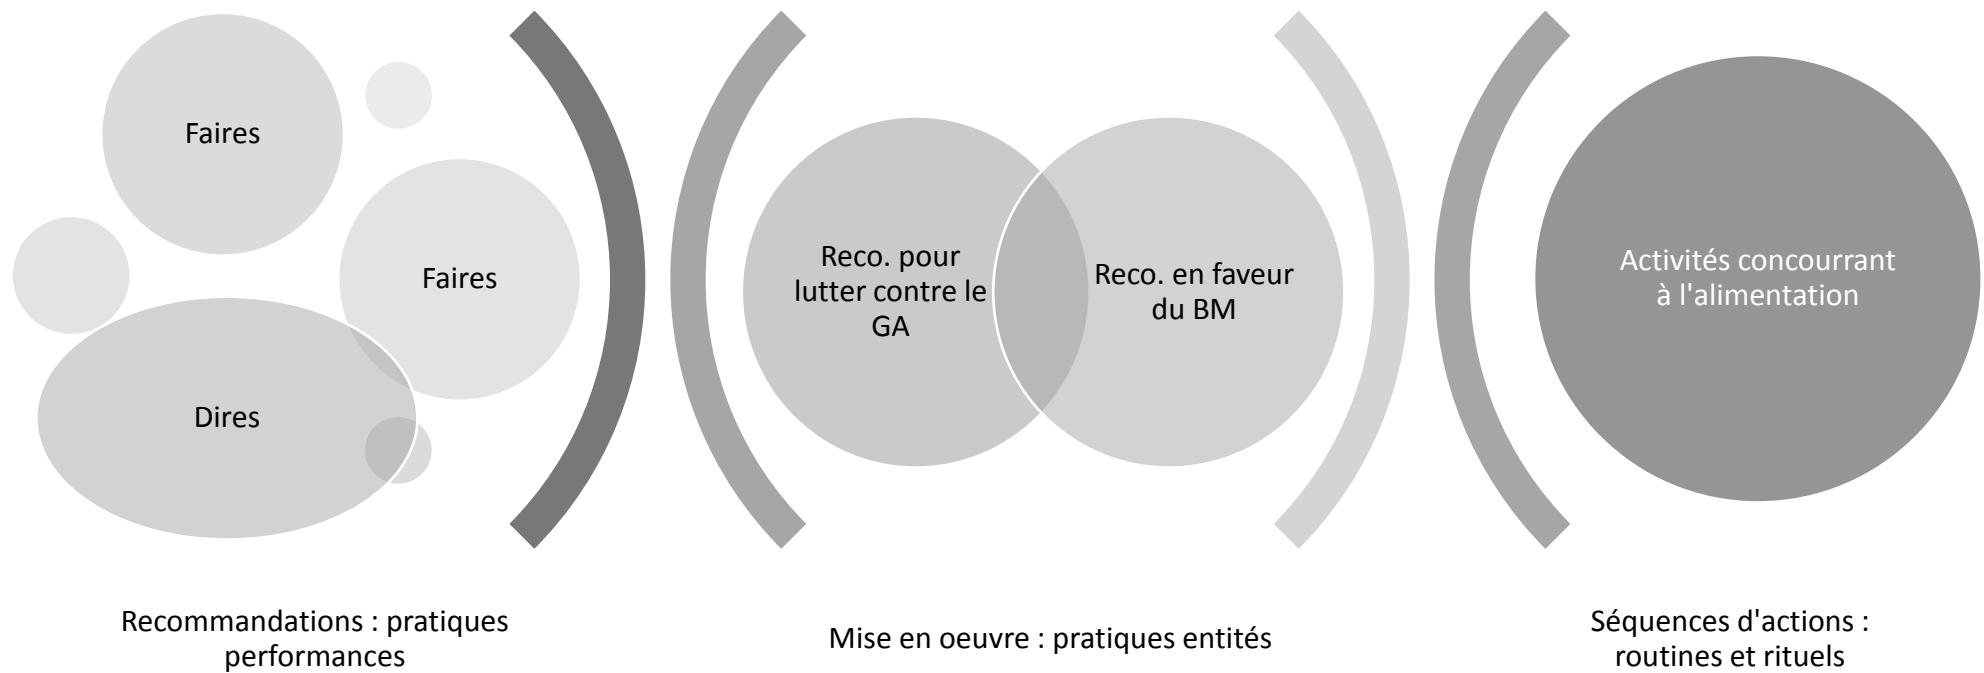 Faires
Faires
Dires
Reco. pour
lutter contre le
GA
Reco. en faveur
du BM
Activités concourrant
à l'alimentation
Recommandations : pratiques
performances
Mise en oeuvre : pratiques entités
Séquences d'actions :
routines et rituels